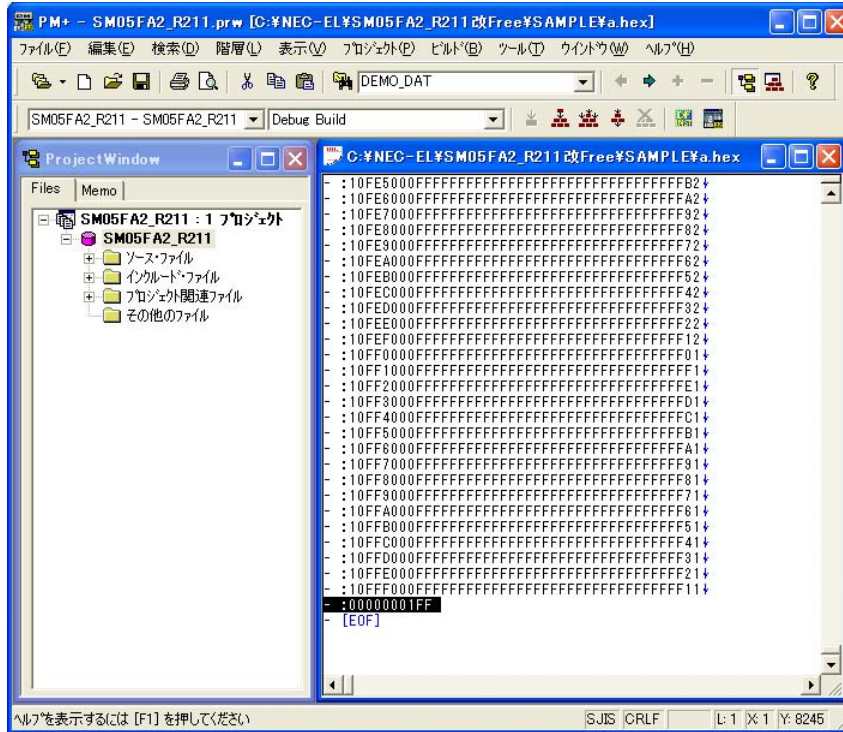 PM+ - SM05FA2_R211.prw [C:¥NEC-EL¥SM05FA2_R211改Free¥SAMPLE¥a.hex]
ファイル(F) 編集(E) 検索(D) 階層(L) 表示(V) プロジェクト(P) ビルド(B) ツール(T) ウインドウ(W) ヘルプ(H)
DEMO_DAT
SM05FA2_R211 - SM05FA2_R211 Debug Build
ProjectWindow
Files Memo
SM05FA2_R211 : 1 プロジェクト
SM05FA2_R211
ソース・ファイル
インクルード・ファイル
プロジェクト関連ファイル
その他のファイル
C:¥NEC-EL¥SM05FA2_R211改Free¥SAMPLE¥a.hex
- :10FE5000FFFFFFFFFFFFFFFFFFFFFFFFFFFFFFFFB2↓
- :10FE6000FFFFFFFFFFFFFFFFFFFFFFFFFFFFFFFFA2↓
- :10FE7000FFFFFFFFFFFFFFFFFFFFFFFFFFFFFFFF92↓
- :10FE8000FFFFFFFFFFFFFFFFFFFFFFFFFFFFFFFF82↓
- :10FE9000FFFFFFFFFFFFFFFFFFFFFFFFFFFFFFFF72↓
- :10FEA000FFFFFFFFFFFFFFFFFFFFFFFFFFFFFFFF62↓
- :10FEB000FFFFFFFFFFFFFFFFFFFFFFFFFFFFFFFF52↓
- :10FEC000FFFFFFFFFFFFFFFFFFFFFFFFFFFFFFFF42↓
- :10FED000FFFFFFFFFFFFFFFFFFFFFFFFFFFFFFFF32↓
- :10FEE000FFFFFFFFFFFFFFFFFFFFFFFFFFFFFFFF22↓
- :10FEF000FFFFFFFFFFFFFFFFFFFFFFFFFFFFFFFF12↓
- :10FF0000FFFFFFFFFFFFFFFFFFFFFFFFFFFFFFFF01↓
- :10FF1000FFFFFFFFFFFFFFFFFFFFFFFFFFFFFFFFF1↓
- :10FF2000FFFFFFFFFFFFFFFFFFFFFFFFFFFFFFFFE1↓
- :10FF3000FFFFFFFFFFFFFFFFFFFFFFFFFFFFFFFFD1↓
- :10FF4000FFFFFFFFFFFFFFFFFFFFFFFFFFFFFFFFC1↓
- :10FF5000FFFFFFFFFFFFFFFFFFFFFFFFFFFFFFFFB1↓
- :10FF6000FFFFFFFFFFFFFFFFFFFFFFFFFFFFFFFFA1↓
- :10FF7000FFFFFFFFFFFFFFFFFFFFFFFFFFFFFFFF91↓
- :10FF8000FFFFFFFFFFFFFFFFFFFFFFFFFFFFFFFF81↓
- :10FF9000FFFFFFFFFFFFFFFFFFFFFFFFFFFFFFFF71↓
- :10FFA000FFFFFFFFFFFFFFFFFFFFFFFFFFFFFFFF61↓
- :10FFB000FFFFFFFFFFFFFFFFFFFFFFFFFFFFFFFF51↓
- :10FFC000FFFFFFFFFFFFFFFFFFFFFFFFFFFFFFFF41↓
- :10FFD000FFFFFFFFFFFFFFFFFFFFFFFFFFFFFFFF31↓
- :10FFE000FFFFFFFFFFFFFFFFFFFFFFFFFFFFFFFF21↓
- :10FFF000FFFFFFFFFFFFFFFFFFFFFFFFFFFFFFFF11↓
- :00000001FF
- [EOF]
ヘルプを表示するには [F1] を押してください SJIS CRLF L: 1 X: 1 Y: 8245